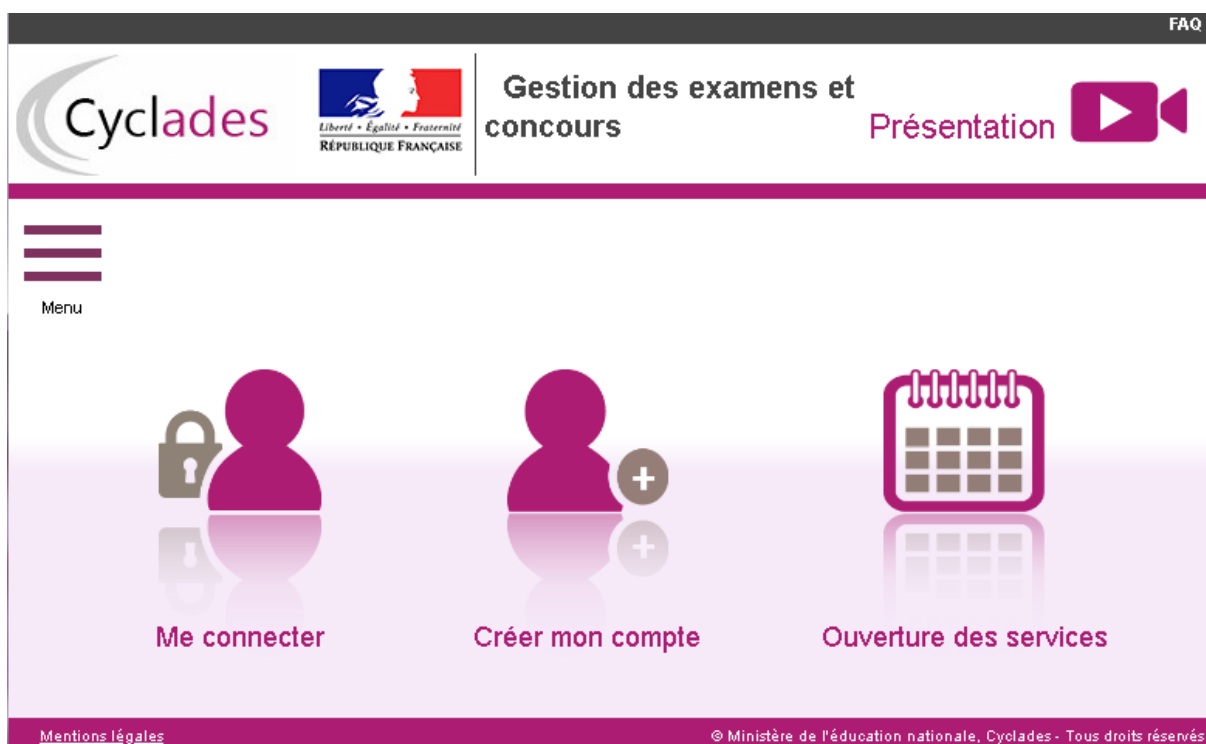 FAQ
Cyclades
Liberté • Égalité • Fraternité
RÉPUBLIQUE FRANÇAISE
Gestion des examens et
concours
Présentation
Menu
Me connecter
Créer mon compte
Ouverture des services
Mentions légales
© Ministère de l'éducation nationale, Cyclades - Tous droits réservés